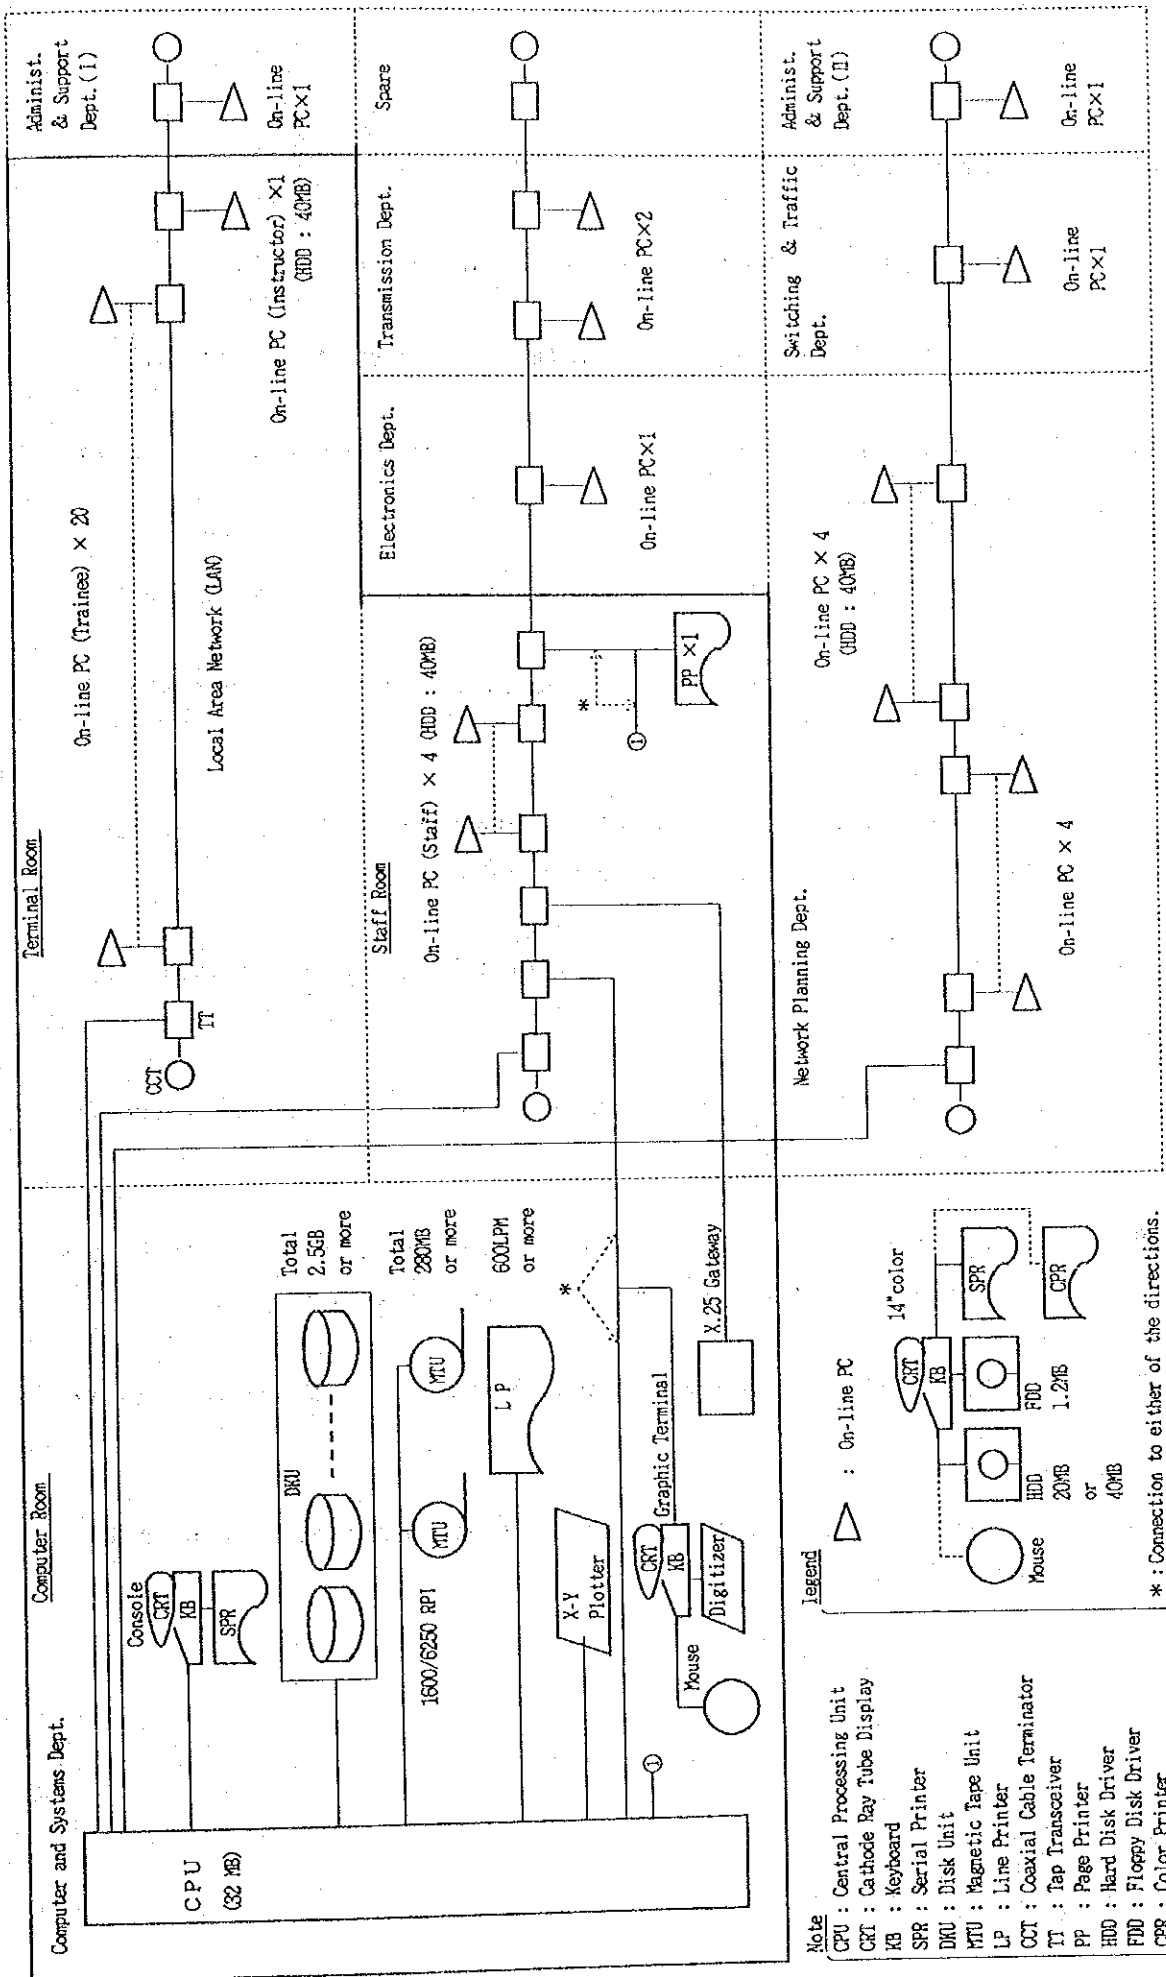 Computer and Systems Dept.
Computer Room
CPU
(32 MB)
Console
CRT
KB
SPR
DKU
Total
2.5GB
or more
1600/6250 RPI
MTU
MTU
Total
280MB
or more
L P
600LPM
or more
X-Y
Plotter
*
Graphic Terminal
CRT
KB
Mouse
Digitizer
X.25 Gateway
①
Terminal Room
CCT
TT
On-line PC (Trainee) × 20
Local Area Network (LAN)
On-line PC (Instructor) ×1
(HDD : 40MB)
Administ.
& Support
Dept. (I)
On-line
PC×1
Staff Room
On-line PC (Staff) × 4 (HDD : 40MB)
*
①
PP ×1
Electronics Dept.
On-line PC×1
Transmission Dept.
On-line PC×2
Spare
Network Planning Dept.
On-line PC × 4
On-line PC × 4
(HDD : 40MB)
Switching & Traffic
Dept.
On-line
PC×1
Administ.
& Support
Dept. (II)
On-line
PC×1
Note
CPU : Central Processing Unit
CRT : Cathode Ray Tube Display
KB : Keyboard
SPR : Serial Printer
DKU : Disk Unit
MTU : Magnetic Tape Unit
LP : Line Printer
CCT : Coaxial Cable Terminator
TT : Tap Transceiver
PP : Page Printer
HDD : Hard Disk Driver
FDD : Floppy Disk Driver
CPR : Color Printer
legend
: On-line PC
CRT
14"color
KB
Mouse
HDD
20MB
or
40MB
FDD
1.2MB
SPR
CPR
* : Connection to either of the directions.